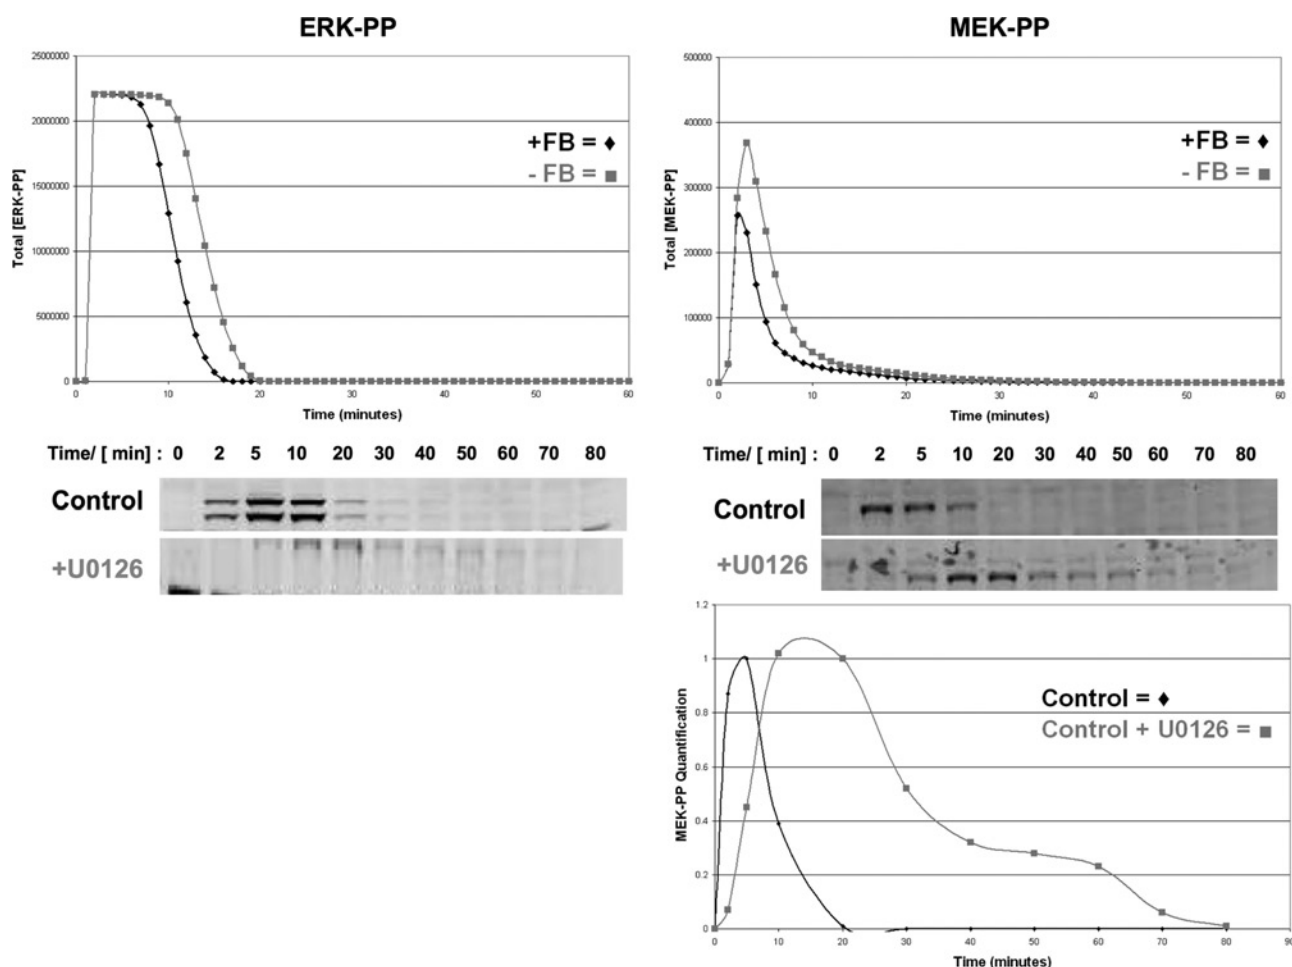 ERK-PP
25000000
20000000
15000000
10000000
5000000
0
Total [ERK-PP]
+FB = ◆
- FB = ■
0 10 20 30 40 50 60
Time (minutes)
Time/ [ min] : 0 2 5 10 20 30 40 50 60 70 80
Control
+U0126
MEK-PP
500000
400000
300000
200000
100000
0
Total [MEK-PP]
+FB = ◆
- FB = ■
0 10 20 30 40 50 60
Time (minutes)
Time/ [ min] : 0 2 5 10 20 30 40 50 60 70 80
Control
+U0126
1.2
1
0.8
0.6
0.4
0.2
0
MEK-PP Quantification
Control = ◆
Control + U0126 = ■
0 10 20 30 40 50 60 70 80 90
Time (minutes)